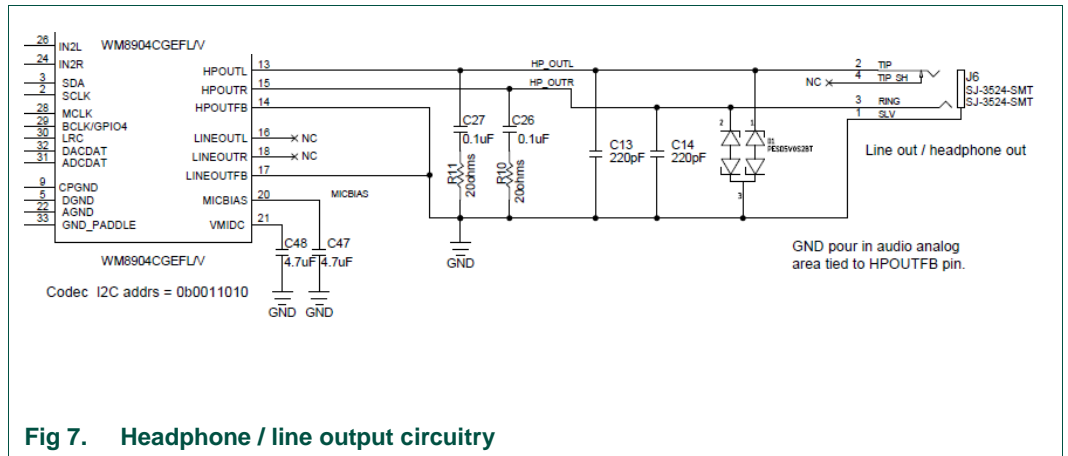 WM8904CGEFL/V
26 IN2L
24 IN2R
3 SDA
2 SCLK
28 MCLK
29 BCLK/GPIO4
30 LRC
32 DACDAT
31 ADCDAT
9 CPGND
5 DGND
22 AGND
33 GND_PADDLE
HPOUTL 13
HPOUTR 15
HPOUTFB 14
LINEOUTL 16 NC
LINEOUTR 18 NC
LINEOUTFB 17
MICBIAS 20 MICBIAS
VMIDC 21
WM8904CGEFL/V
Codec I2C addrs = 0b0011010
C48
4.7uF
C47
4.7uF
GND
GND
HP_OUTL
HP_OUTR
C27
0.1uF
C26
0.1uF
R11
20ohms
R10
20ohms
GND
C13
220pF
C14
220pF
2
1
D1
PESD5V0S2BT
3
2 TIP
NC 4 TIP_SH
3 RING
1 SLV
J6
SJ-3524-SMT
SJ-3524-SMT
Line out / headphone out
GND pour in audio analog
area tied to HPOUTFB pin.
Fig 7. Headphone / line output circuitry